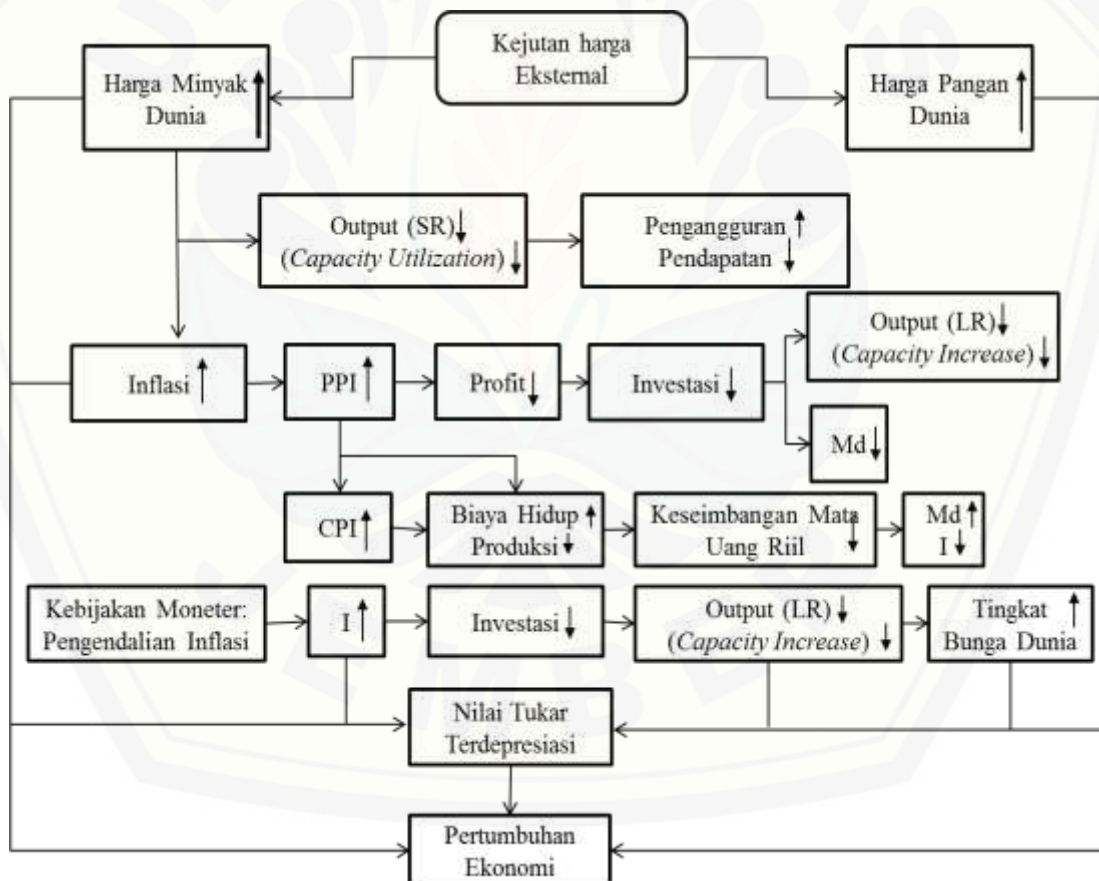 Kejutan harga
Eksternal
Harga Minyak
Dunia
Harga Pangan
Dunia
Output (SR)
(Capacity Utilization)
Pengangguran
Pendapatan
Output (LR)
(Capacity Increase)
Inflasi
PPI
Profit
Investasi
Md
CPI
Biaya Hidup
Produksi
Keseimbangan Mata
Uang Riil
Md
I
Kebijakan Moneter:
Pengendalian Inflasi
I
Investasi
Output (LR)
(Capacity Increase)
Tingkat
Bunga Dunia
Nilai Tukar
Terdepresiasi
Pertumbuhan
Ekonomi